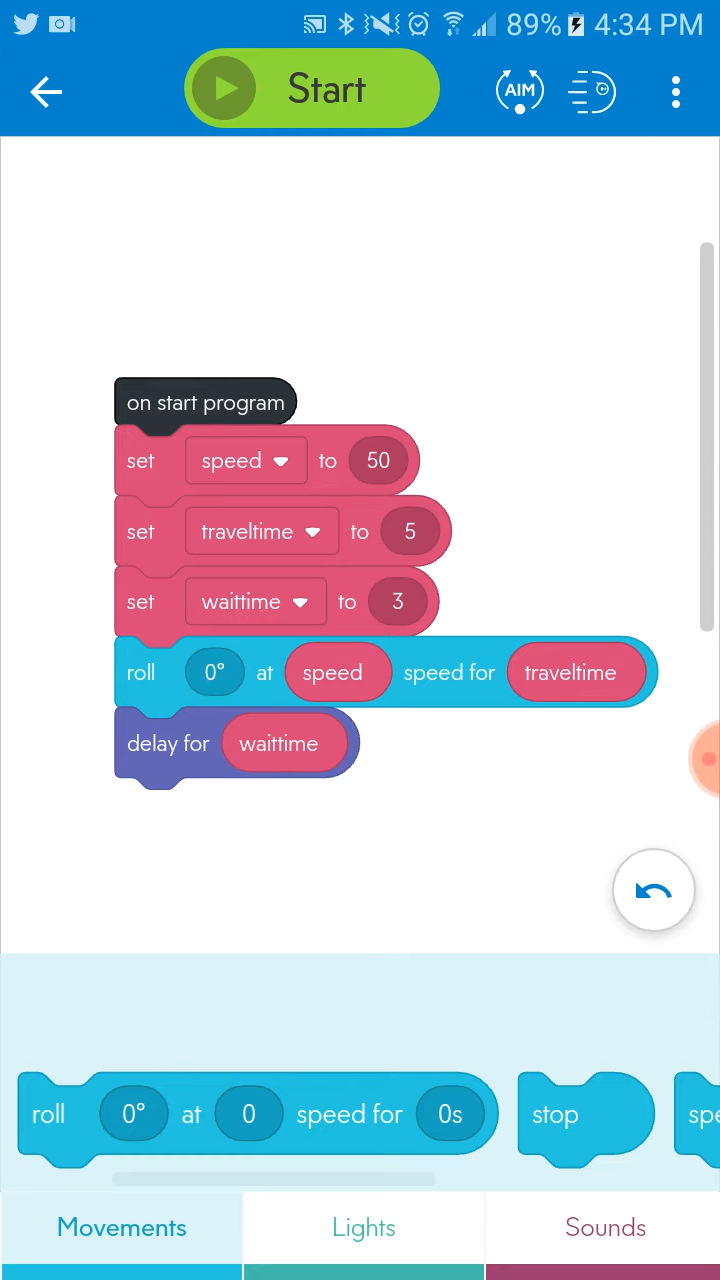 89% 4:34 PM
Start
AIM
on start program
set speed to 50
set traveltime to 5
set waittime to 3
roll 0° at speed speed for traveltime
delay for waittime
roll 0° at 0 speed for 0s stop spe
Movements Lights Sounds